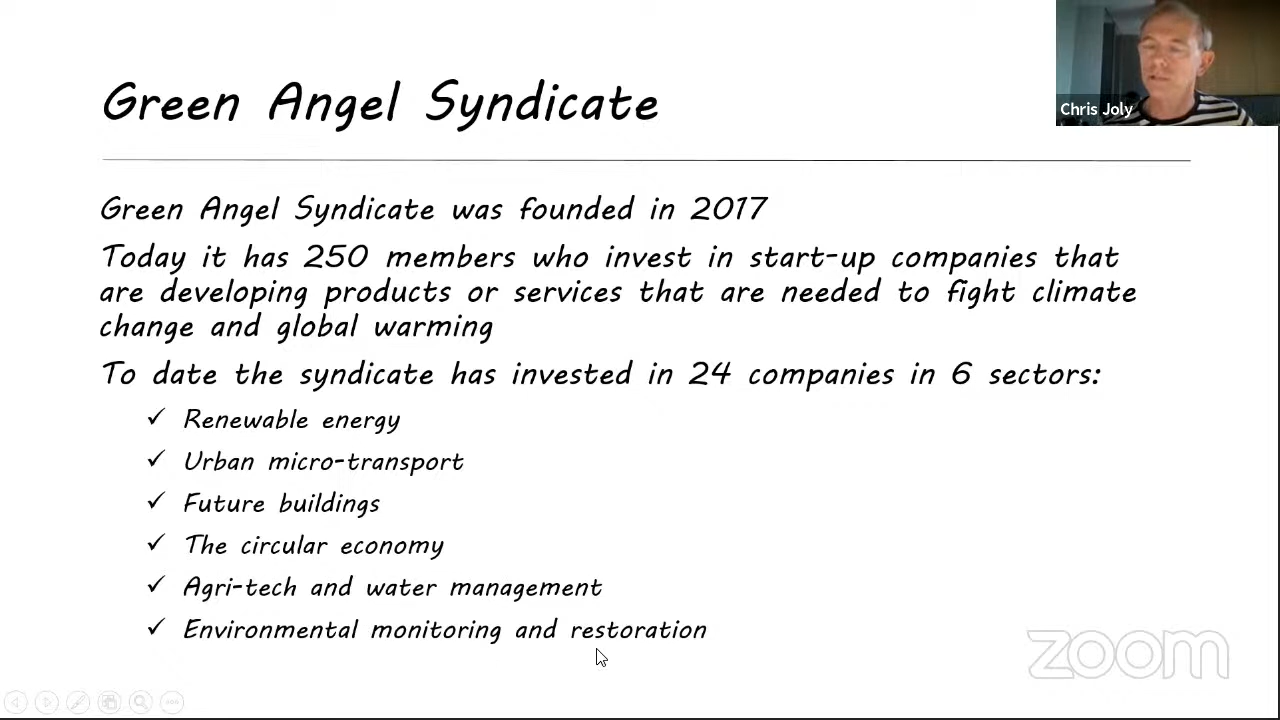 Green Angel Syndicate
Chris Joly
Green Angel Syndicate was founded in 2017
Today it has 250 members who invest in start-up companies that
are developing products or services that are needed to fight climate
change and global warming
To date the syndicate has invested in 24 companies in 6 sectors:
✓ Renewable energy
✓ Urban micro-transport
✓ Future buildings
✓ The circular economy
✓ Agri-tech and water management
✓ Environmental monitoring and restoration
zoom